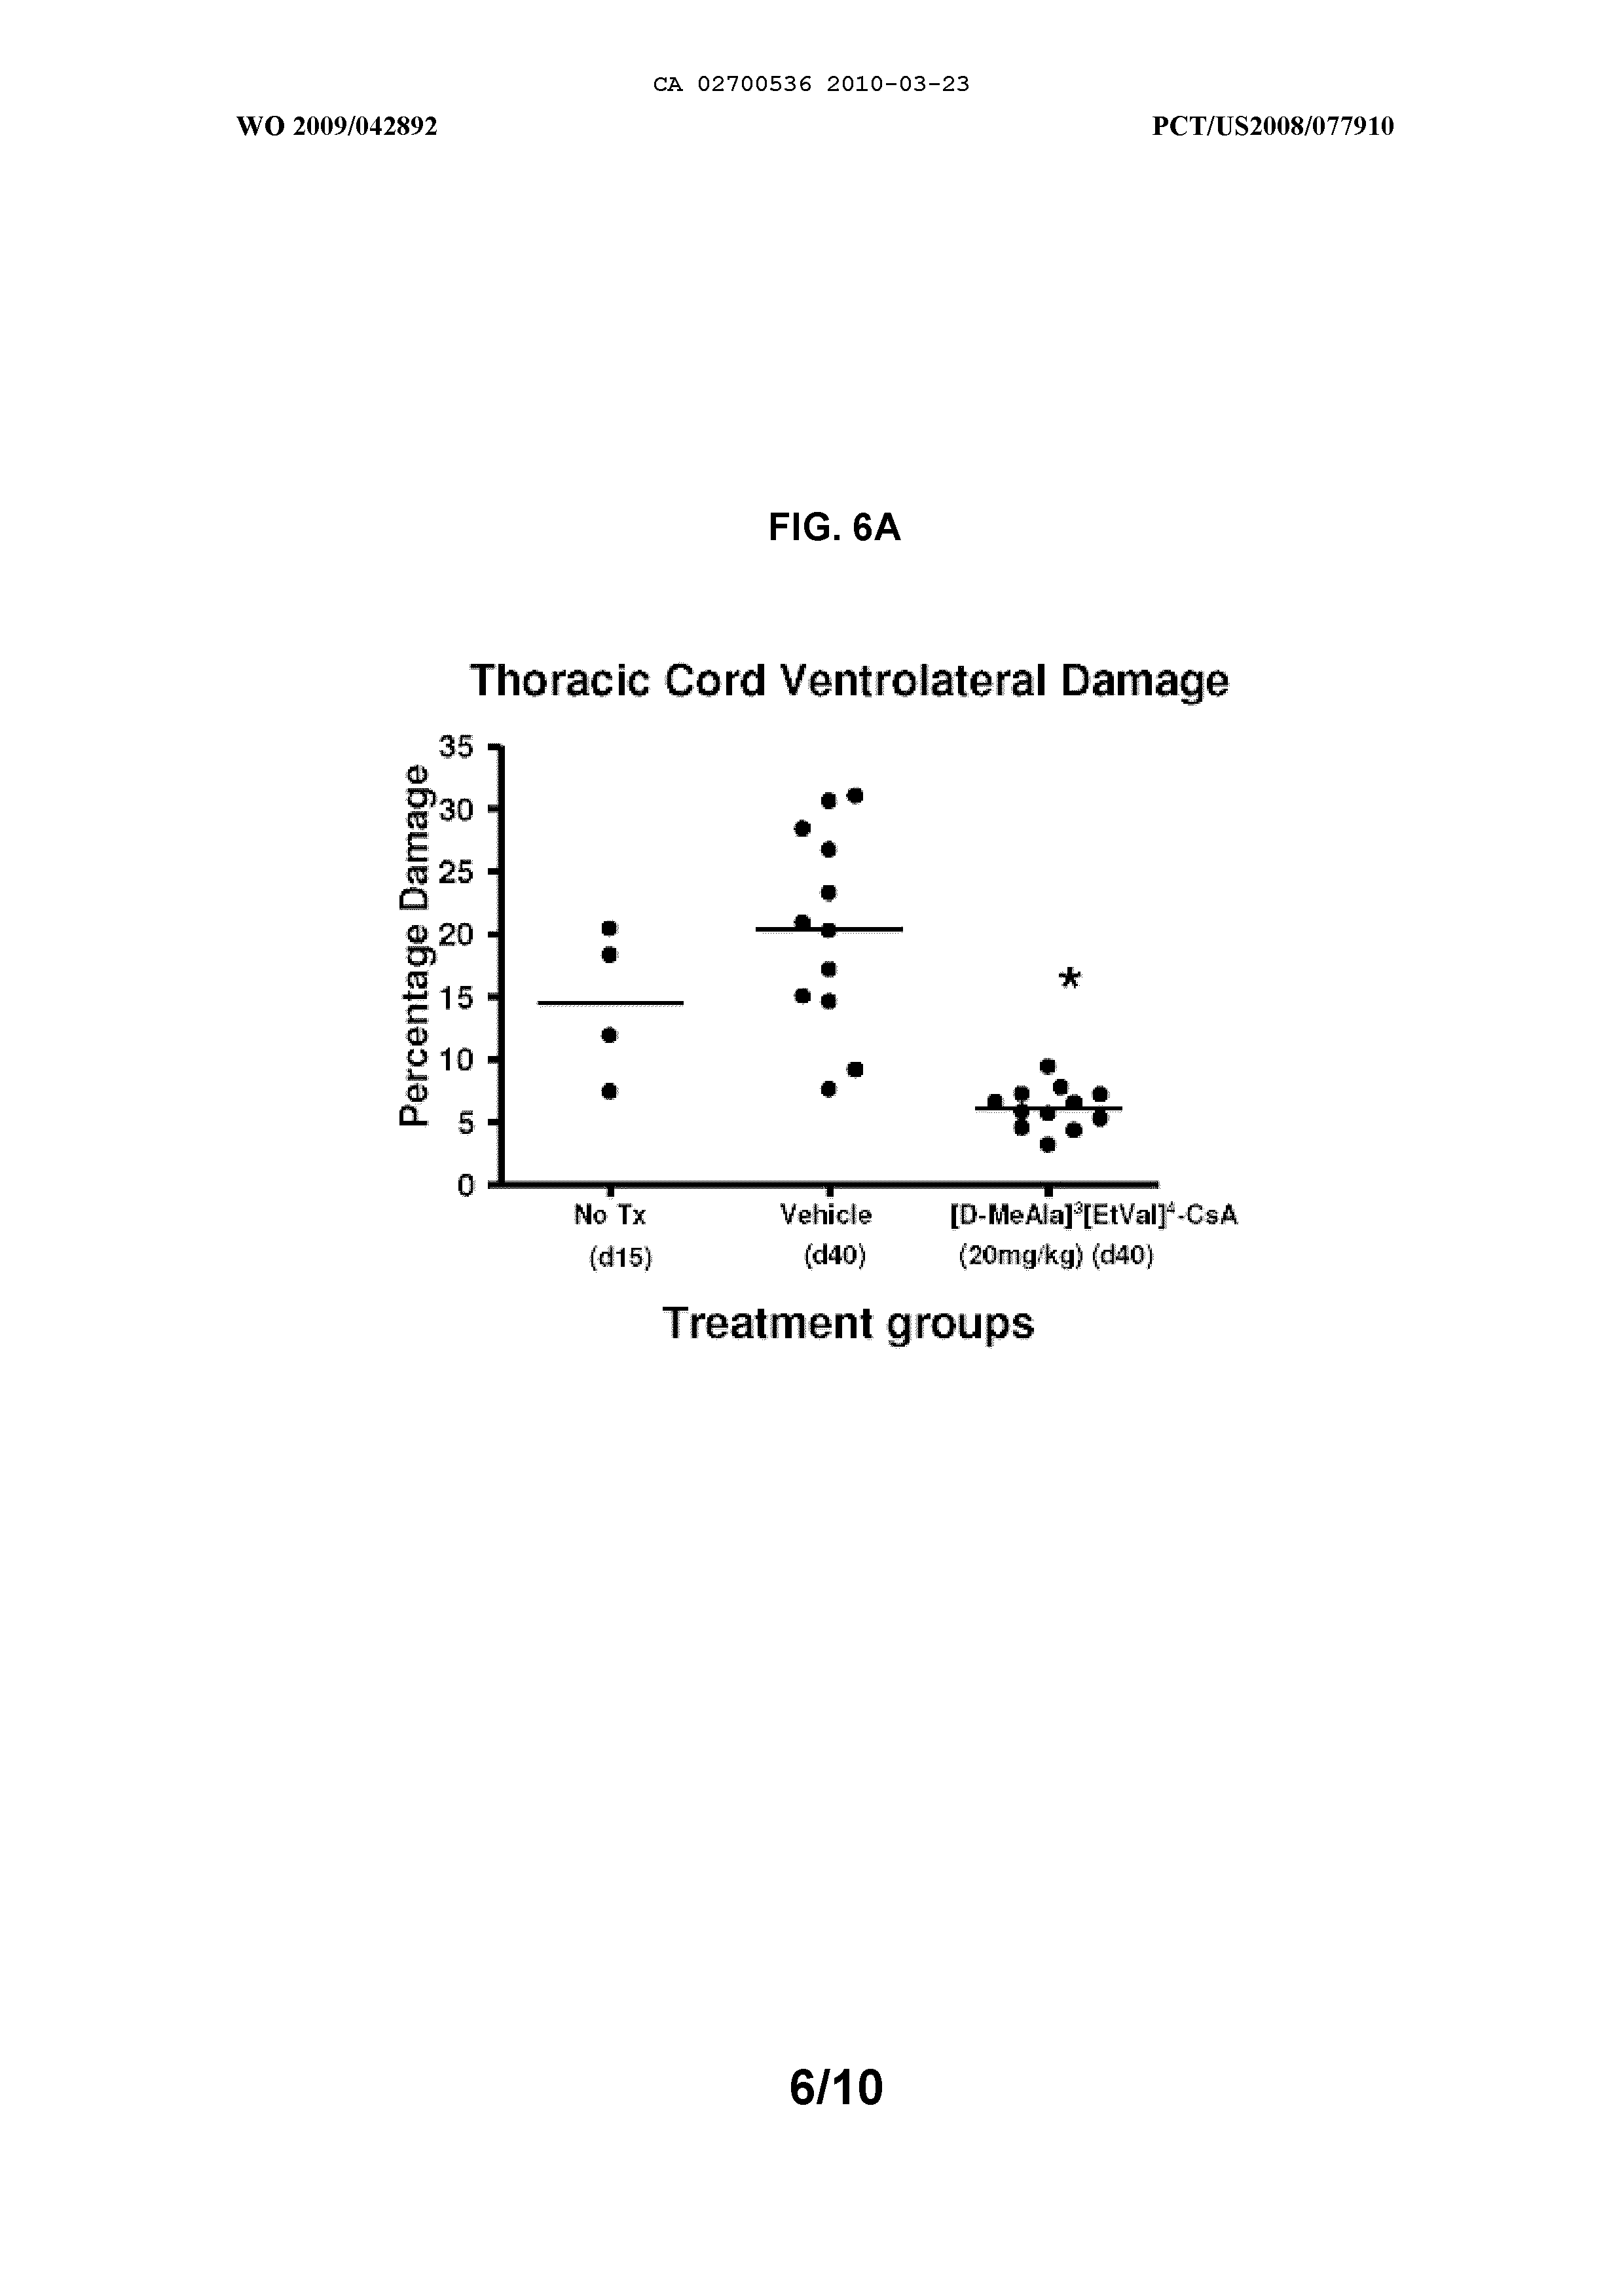 CA 02700536 2010-03-23
WO 2009/042892
PCT/US2008/077910
FIG. 6A
Thoracic Cord Ventrolateral Damage
Percentage Damage
35
30
25
20
15
10
5
0
*
No Tx
(d15)
Vehicle
(d40)
[D-MeAla]³[EtVal]⁴-CsA
(20mg/kg) (d40)
Treatment groups
6/10